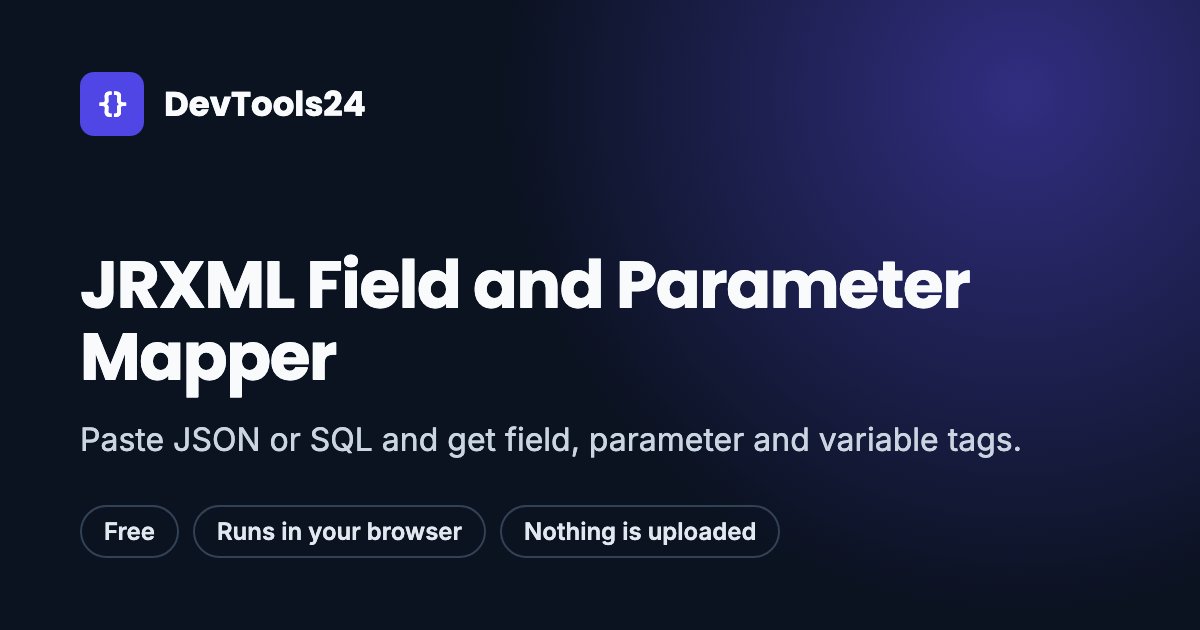 {}
DevTools24
JRXML Field and Parameter
Mapper
Paste JSON or SQL and get field, parameter and variable tags.
Free
Runs in your browser
Nothing is uploaded